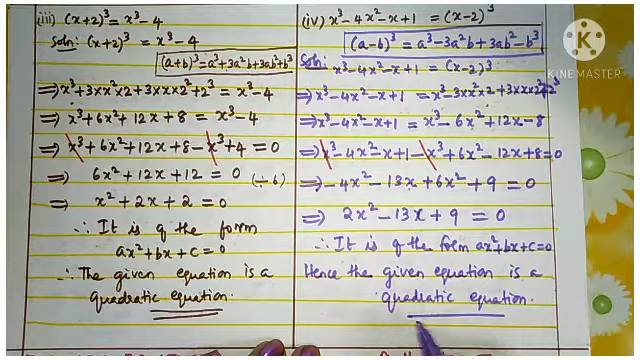 (iii) (x+2)³ = x³-4
Soln: (x+2)³ = x³-4
(a+b)³=a³+3a²b+3ab²+b³
⇒x³+3×x²×2+3×x×2²+2³ = x³-4
⇒ x³+6x²+12x+8 = x³-4
⇒ x³+6x²+12x+8-x³+4 = 0
⇒ 6x²+12x+12 = 0 (÷6)
⇒ x²+2x+2 = 0
∴ It is of the form
ax²+bx+c=0
∴ The given equation is a
quadratic equation.
(iv) x³-4x²-x+1 = (x-2)³
(a-b)³ = a³-3a²b+3ab²-b³
Soln: x³-4x²-x+1 = (x-2)³
⇒x³-4x²-x+1 = x³-3×x²×2+3×x×2²-2³
⇒x³-4x²-x+1 = x³-6x²+12x-8
⇒x³-4x²-x+1-x³+6x²-12x+8=0
⇒-4x²-13x+6x²+9 = 0
⇒ 2x²-13x+9 = 0
∴ It is of the form ax²+bx+c=0
Hence the given equation is a
quadratic equation.
KINEMASTER